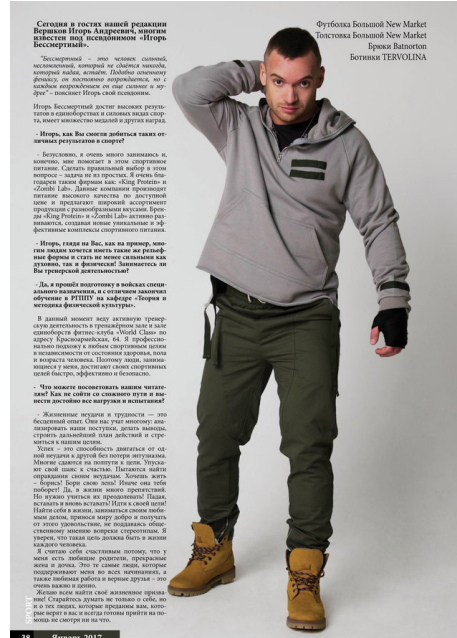 Сегодня в гостях нашей редакции
Вершков Игорь Андреевич, многим
известен под псевдонимом «Игорь
Бессмертный».
"Бессмертный – это человек сильный,
несломленный, который не сдаётся никогда,
который падая, встаёт. Подобно огненному
фениксу, он постоянно возрождается, но с
каждым возрождением он еще сильнее и му-
дрее" – поясняет Игорь свой псевдоним.
Игорь Бессмертный достиг высоких резуль-
татов в единоборствах и силовых видах спор-
та, имеет множество медалей и других наград.
- Игорь, как Вы смогли добиться таких от-
личных результатов в спорте?
- Безусловно, я очень много занимаюсь и,
конечно, мне помогает в этом спортивное
питание. Сделать правильный выбор в этом
вопросе – задача не из простых. Я очень бла-
годарен таким фирмам как: «King Protein» и
«Zombi Lab». Данные компании производят
питание высокого качества по доступной
цене и предлагают широкий ассортимент
продукции с разнообразными вкусами. Брен-
ды «King Protein» и «Zombi Lab» активно раз-
виваются, создавая новые уникальные и эф-
фективные комплексы спортивного питания.
- Игорь, глядя на Вас, как на пример, мно-
гим людям хочется иметь такие же рельеф-
ные формы и стать не менее сильными как
духовно, так и физически! Занимаетесь ли
Вы тренерской деятельностью?
- Да, я прошёл подготовку в войсках специ-
ального назначения, и с отличием закончил
обучение в РГППУ на кафедре «Теория и
методика физической культуры».
В данный момент веду активную тренер-
скую деятельность в тренажёрном зале и зале
единоборств фитнес-клуба «World Class» по
адресу Красноармейская, 64. Я профессио-
нально подхожу к любым спортивным целям
в независимости от состояния здоровья, пола
и возраста человека. Поэтому люди, занима-
ющиеся у меня, достигают своих спортивных
целей быстро, эффективно и безопасно.
- Что можете посоветовать нашим читате-
лям? Как не сойти со сложного пути и вы-
нести достойно все нагрузки и испытания?
- Жизненные неудачи и трудности — это
бесценный опыт. Они нас учат многому: ана-
лизировать наши поступки, делать выводы,
строить дальнейший план действий и стре-
миться к нашим целям.
Успех – это способность двигаться от од-
ной неудачи к другой без потери энтузиазма.
Многие сдаются на полпути к цели. Упуска-
ют свой шанс к счастью. Пытаются найти
оправдания своим неудачам. Хочешь жить
– борись! Бори свою лень! Иначе она тебя
поборет! Да, в жизни много препятствий.
Но нужно учиться их преодолевать! Падая,
вставать и вновь вставать! Идти к своей цели!
Найти себя в жизни, заниматься своим люби-
мым делом, принося миру добро и получать
от этого удовольствие, не поддаваясь обще-
ственному мнению вопреки стереотипам. Я
уверен, что такая цель должна быть в жизни
каждого человека.
Я считаю себя счастливым потому, что у
меня есть любящие родители, прекрасные
жена и дочка. Это те самые люди, которые
поддерживают меня во всех начинаниях, а
также любимая работа и верные друзья – это
очень важно и ценно.
Желаю всем найти своё жизненное призва-
ние! Старайтесь думать не только о себе, но
и о тех людях, которые преданны вам, кото-
рые верят в вас и всегда готовы прийти на по-
мощь не смотря ни на что.
Футболка Большой New Market
Толстовка Большой New Market
Брюки Batnorton
Ботинки TERVOLINA
SPORT
38 Январь 2017